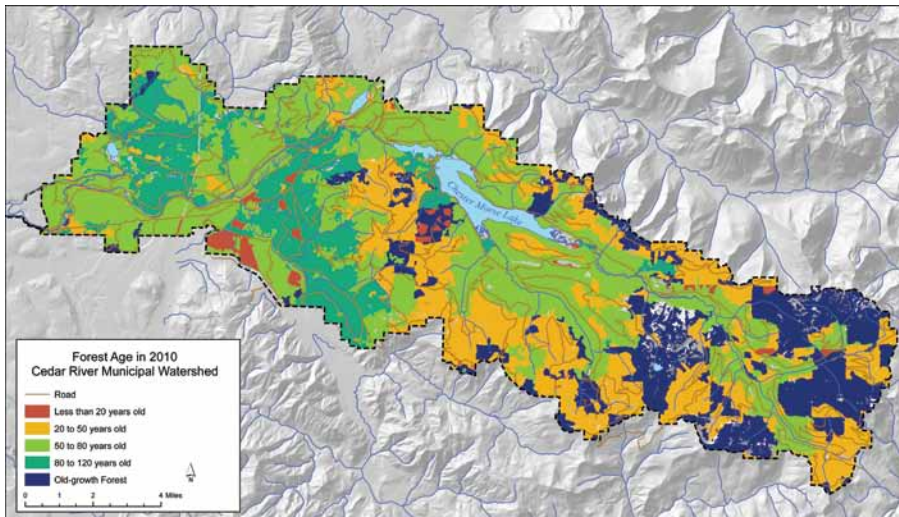 Chester Morse Lake
Forest Age in 2010
Cedar River Municipal Watershed
Road
Less than 20 years old
20 to 50 years old
50 to 80 years old
80 to 120 years old
Old-growth Forest
N
0 1 2 4 Miles